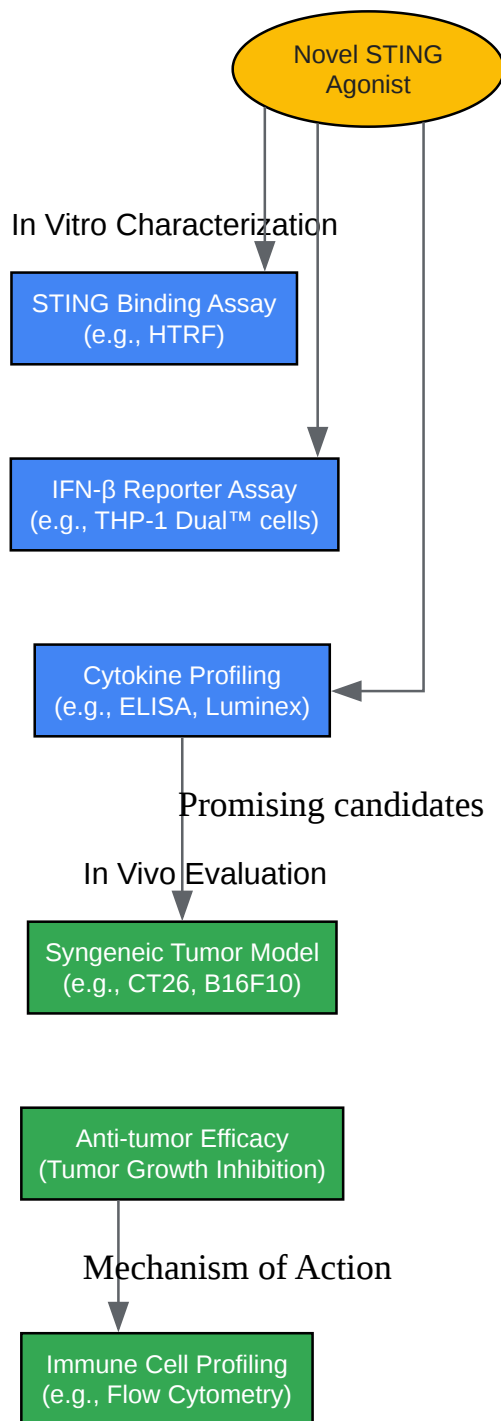 Novel STING
Agonist
In Vitro Characterization
STING Binding Assay
(e.g., HTRF)
IFN-β Reporter Assay
(e.g., THP-1 Dual™ cells)
Cytokine Profiling
(e.g., ELISA, Luminex)
Promising candidates
In Vivo Evaluation
Syngeneic Tumor Model
(e.g., CT26, B16F10)
Anti-tumor Efficacy
(Tumor Growth Inhibition)
Mechanism of Action
Immune Cell Profiling
(e.g., Flow Cytometry)